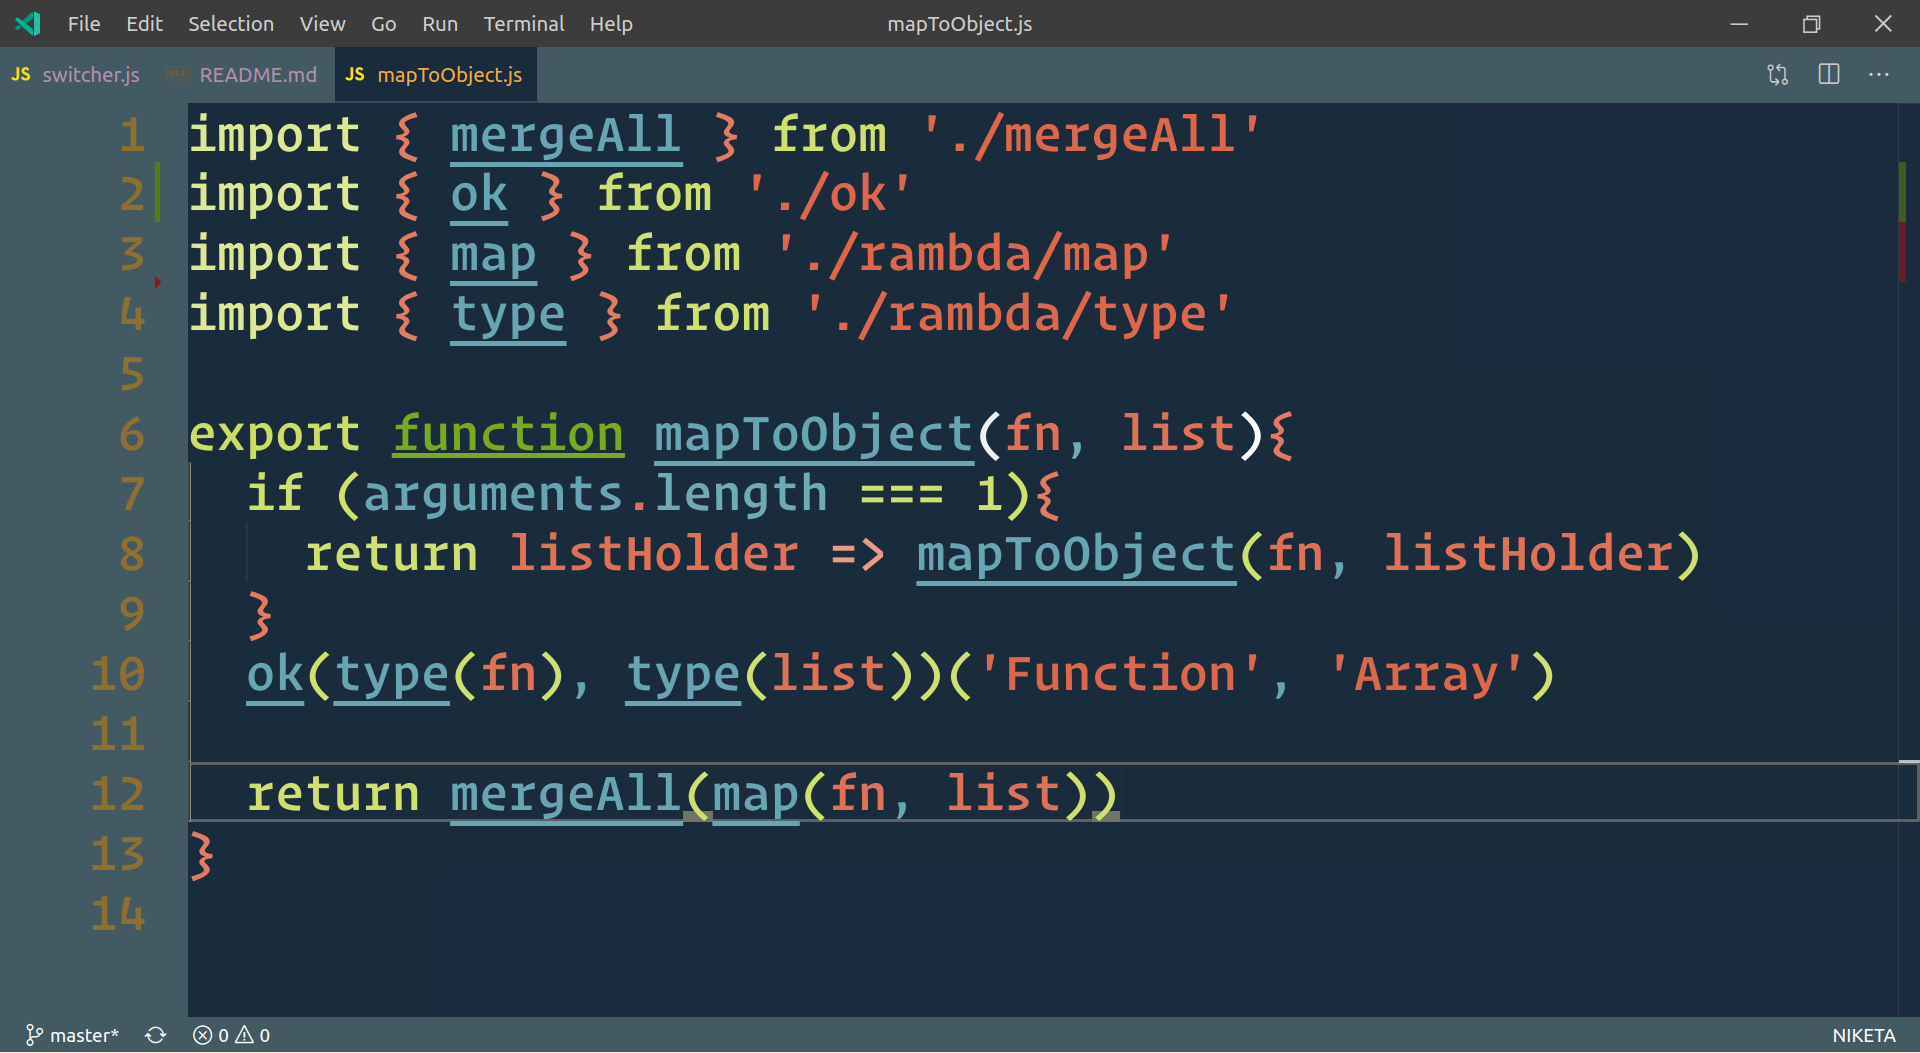 File Edit Selection View Go Run Terminal Help mapToObject.js
JS switcher.js README.md JS mapToObject.js
1 import { mergeAll } from './mergeAll'
2 import { ok } from './ok'
3 import { map } from './rambda/map'
4 import { type } from './rambda/type'
5
6 export function mapToObject(fn, list){
7 if (arguments.length === 1){
8 return listHolder => mapToObject(fn, listHolder)
9 }
10 ok(type(fn), type(list))('Function', 'Array')
11
12 return mergeAll(map(fn, list))
13 }
14
master* 0 0 NIKETA